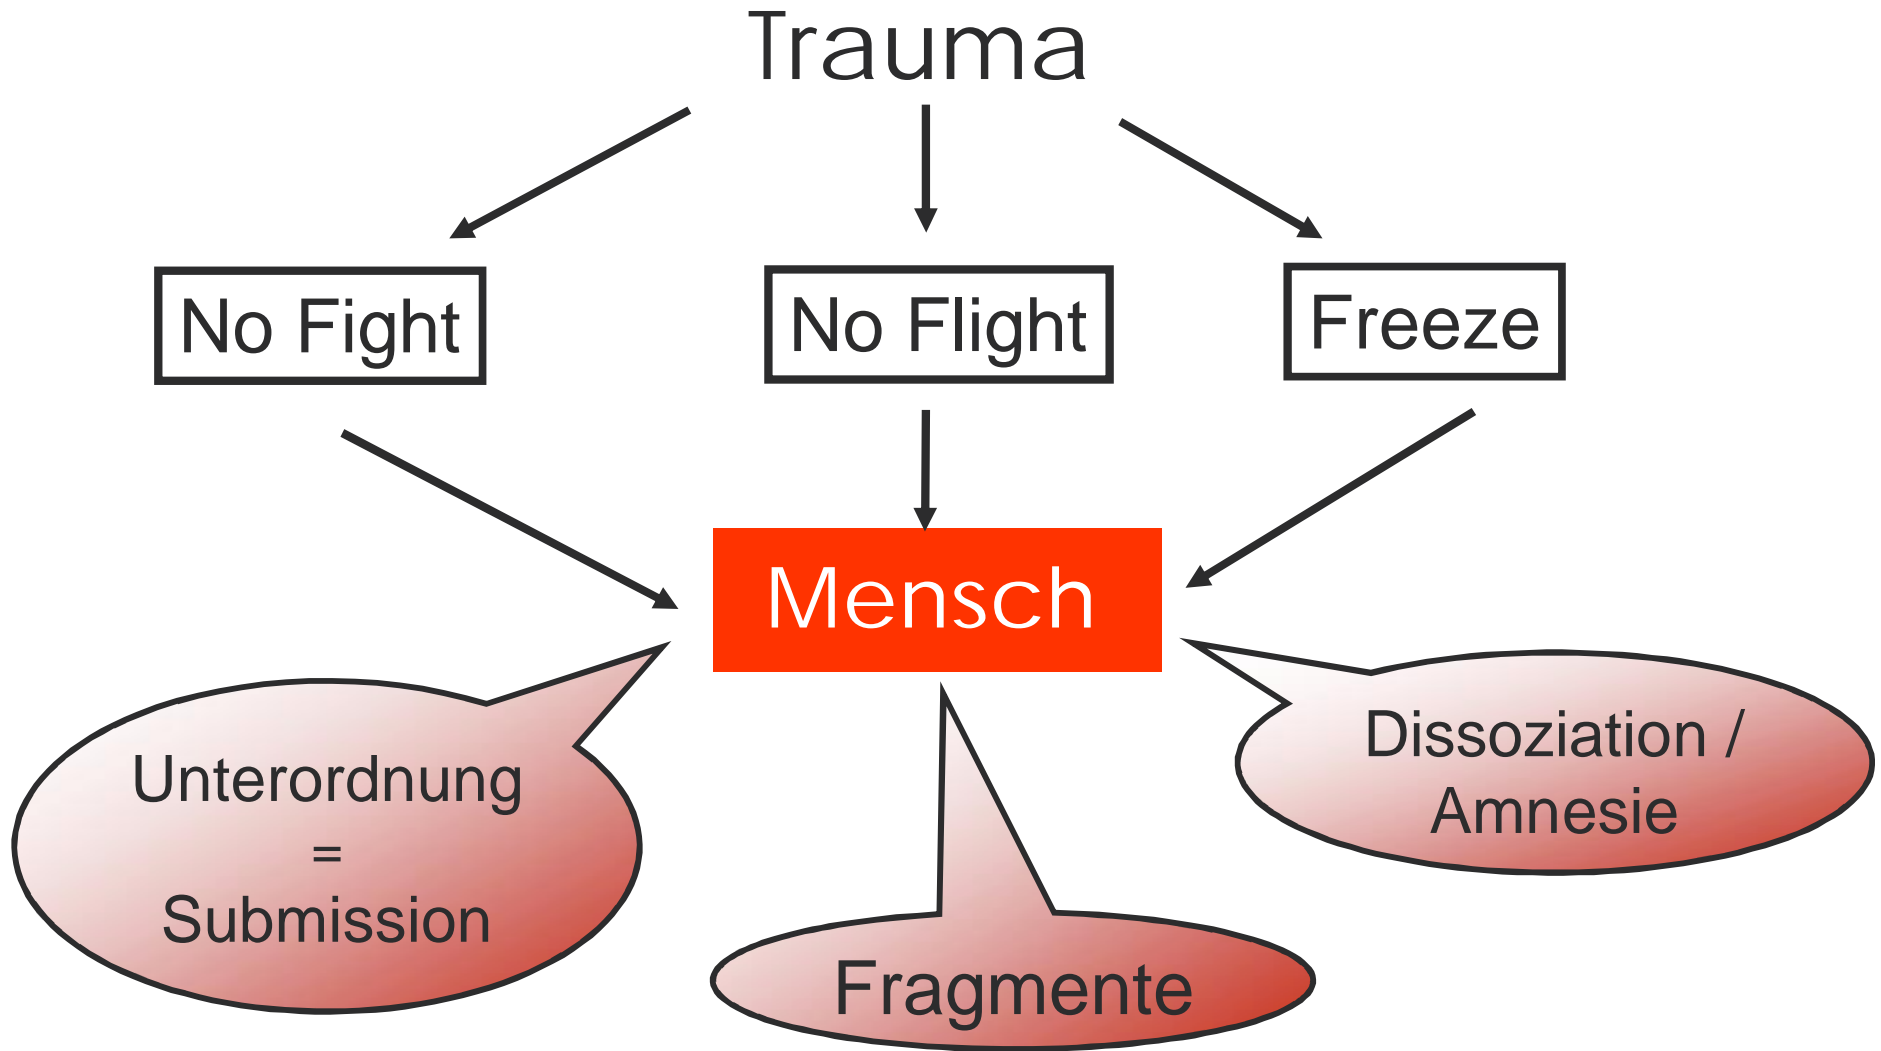 Trauma
No Fight
No Flight
Freeze
Mensch
Unterordnung
=
Submission
Fragmente
Dissoziation /
Amnesie